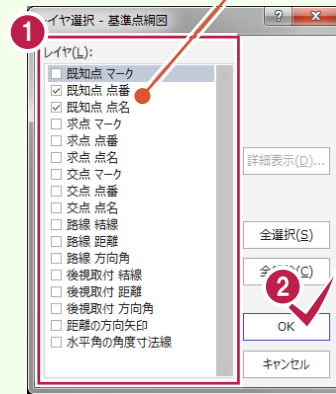 レイヤ選択 - 基準点網図
1
レイヤ(L):
既知点 マーク
既知点 点番
既知点 点名
求点 マーク
求点 点番
求点 点名
交点 マーク
交点 点番
交点 点名
路線 結線
路線 距離
路線 方向角
後視取付 結線
後視取付 距離
後視取付 方向角
距離の方向矢印
水平角の角度寸法線
詳細表示(D)...
全選択(S)
(C)
2
OK
キャンセル